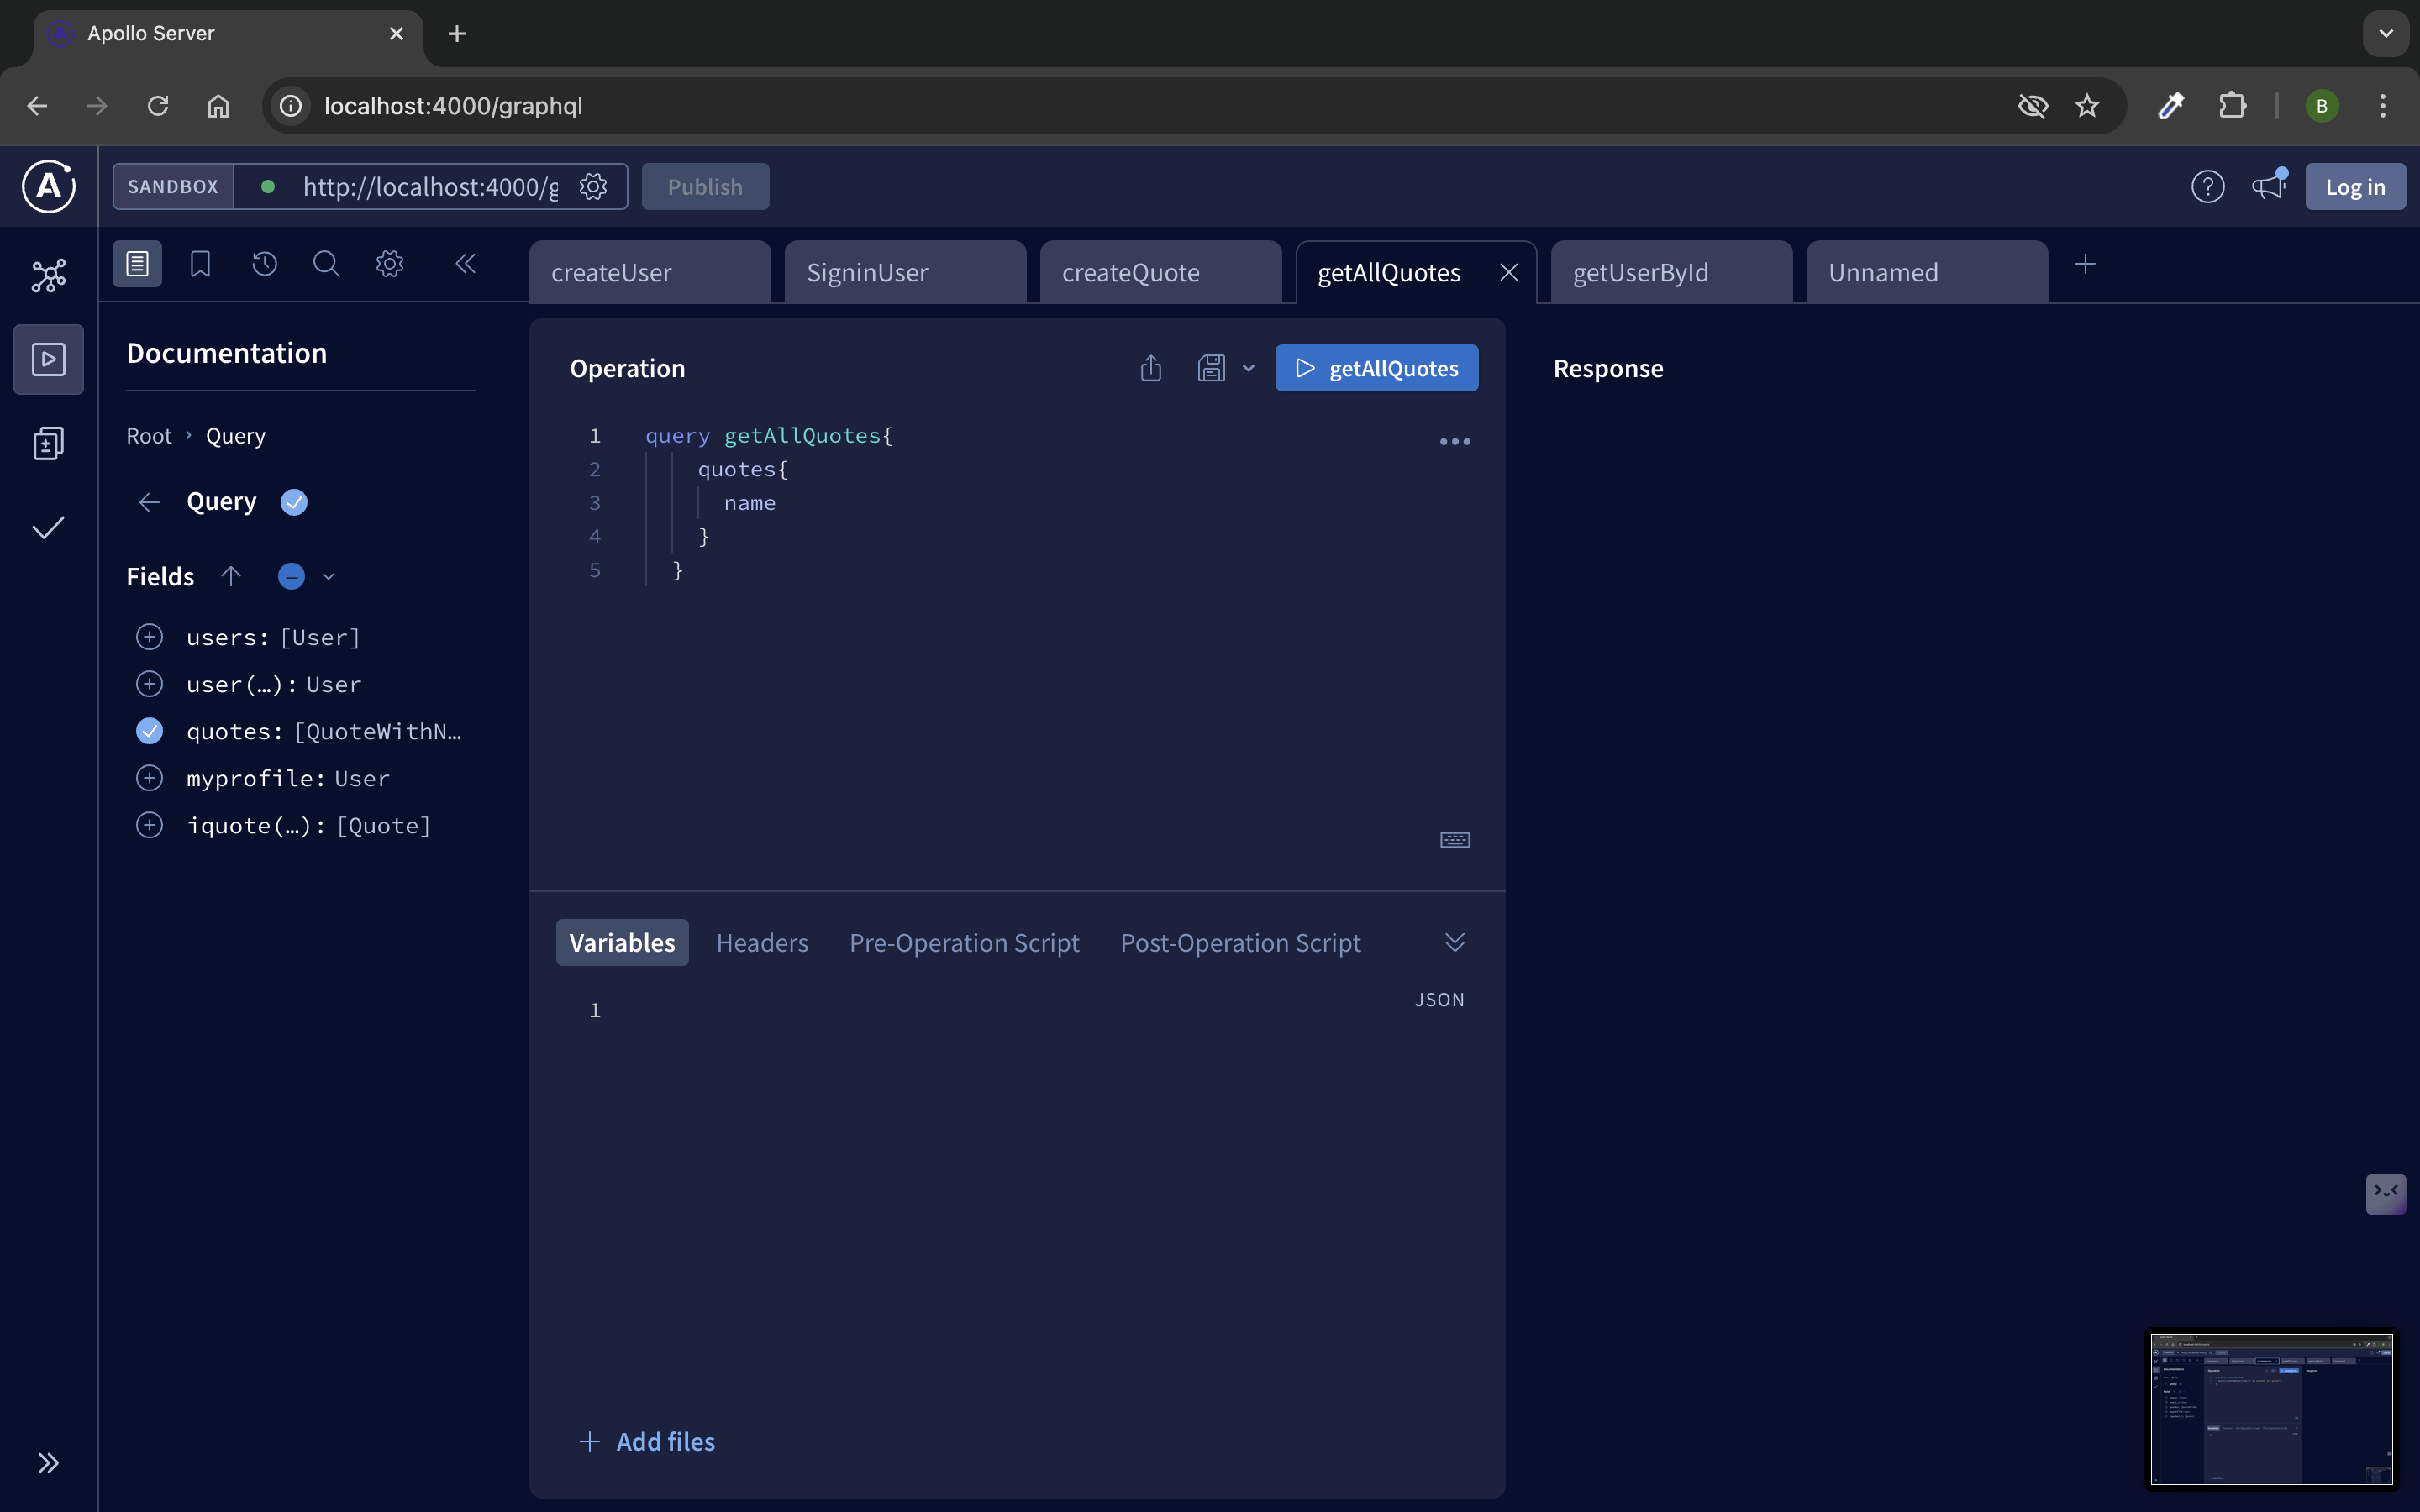 Apollo Server
localhost:4000/graphql
B
SANDBOX
http://localhost:4000/g
Publish
Log in
createUser
SigninUser
createQuote
getAllQuotes
getUserById
Unnamed
Documentation
Root
Query
Query
Fields
users: [User]
user(…): User
quotes: [QuoteWithN…
myprofile: User
iquote(…): [Quote]
Operation
getAllQuotes
1 query getAllQuotes{
2 quotes{
3 name
4 }
5 }
Variables
Headers
Pre-Operation Script
Post-Operation Script
1
JSON
+ Add files
Response